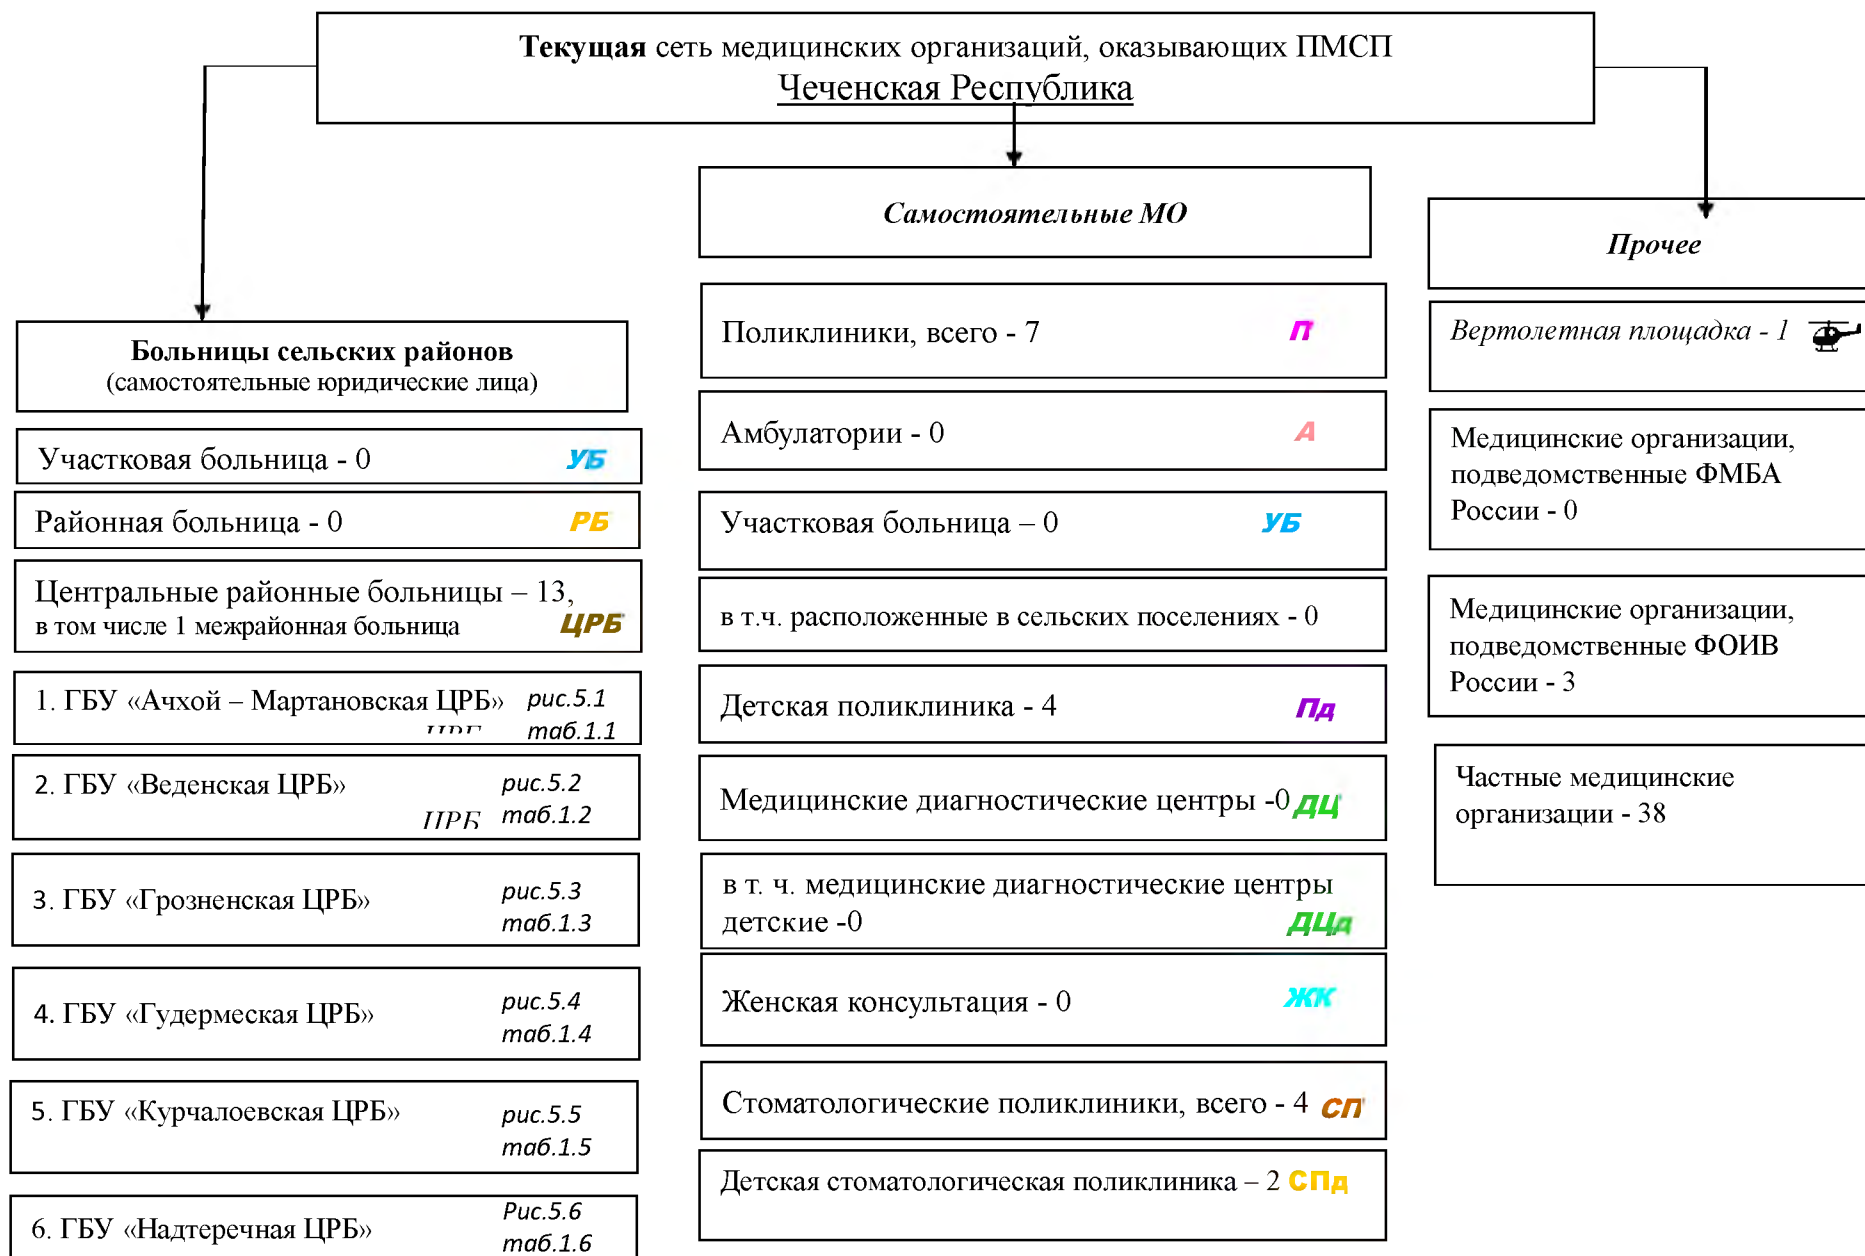 Текущая сеть медицинских организаций, оказывающих ПМСП
Чеченская Республика
Больницы сельских районов
(самостоятельные юридические лица)
Участковая больница - 0 УБ
Районная больница - 0 РБ
Центральные районные больницы – 13,
в том числе 1 межрайонная больница ЦРБ
1. ГБУ «Ачхой – Мартановская ЦРБ» рис.5.1
таб.1.1
2. ГБУ «Веденская ЦРБ» рис.5.2
ЦРБ таб.1.2
3. ГБУ «Грозненская ЦРБ» рис.5.3
таб.1.3
4. ГБУ «Гудермеская ЦРБ» рис.5.4
таб.1.4
5. ГБУ «Курчалоевская ЦРБ» рис.5.5
таб.1.5
6. ГБУ «Надтеречная ЦРБ» Рис.5.6
таб.1.6
Самостоятельные МО
Поликлиники, всего - 7 П
Амбулатории - 0 А
Участковая больница – 0 УБ
в т.ч. расположенные в сельских поселениях - 0
Детская поликлиника - 4 Пд
Медицинские диагностические центры -0 ДЦ
в т. ч. медицинские диагностические центры
детские -0 ДЦд
Женская консультация - 0 ЖК
Стоматологические поликлиники, всего - 4 СП
Детская стоматологическая поликлиника – 2 СПд
Прочее
Вертолетная площадка - 1
Медицинские организации,
подведомственные ФМБА
России - 0
Медицинские организации,
подведомственные ФОИВ
России - 3
Частные медицинские
организации - 38